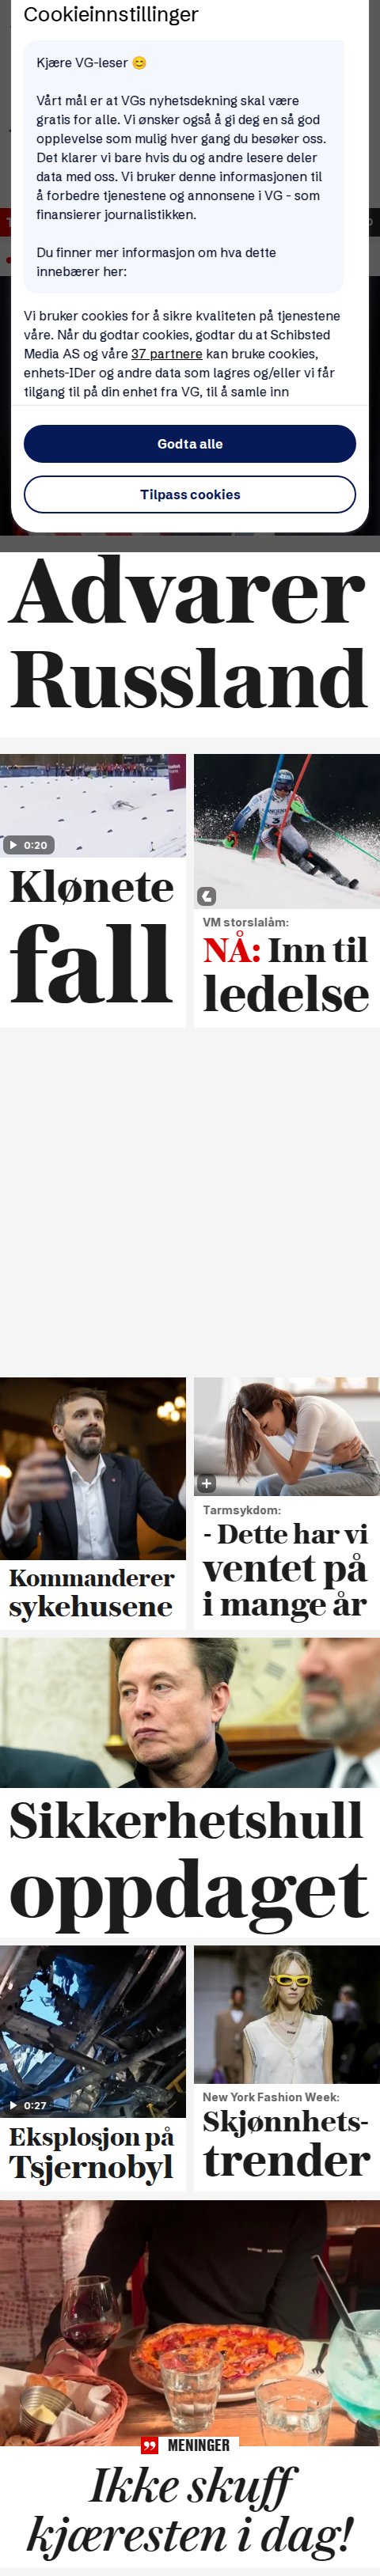 Cookieinnstillinger
Kjære VG-leser 😊
Vårt mål er at VGs nyhetsdekning skal være
gratis for alle. Vi ønsker også å gi deg en så god
opplevelse som mulig hver gang du besøker oss.
Det klarer vi bare hvis du og andre lesere deler
data med oss. Vi bruker denne informasjonen til
å forbedre tjenestene og annonsene i VG - som
finansierer journalistikken.
Du finner mer informasjon om hva dette
innebærer her:
Vi bruker cookies for å sikre kvaliteten på tjenestene
våre. Når du godtar cookies, godtar du at Schibsted
Media AS og våre 37 partnere kan bruke cookies,
enhets-IDer og andre data som lagres og/eller vi får
tilgang til på din enhet fra VG, til å samle inn
Godta alle
Tilpass cookies
Advarer
Russland
0:20
Klønete
fall
VM storslalåm:
NÅ: Inn til
ledelse
Kommanderer
sykehusene
Tarmsykdom:
- Dette har vi
ventet på
i mange år
Sikkerhetshull
oppdaget
0:27
Eksplosjon på
Tsjernobyl
New York Fashion Week:
Skjønnhets-
trender
MENINGER
Ikke skuff
kjæresten i dag!